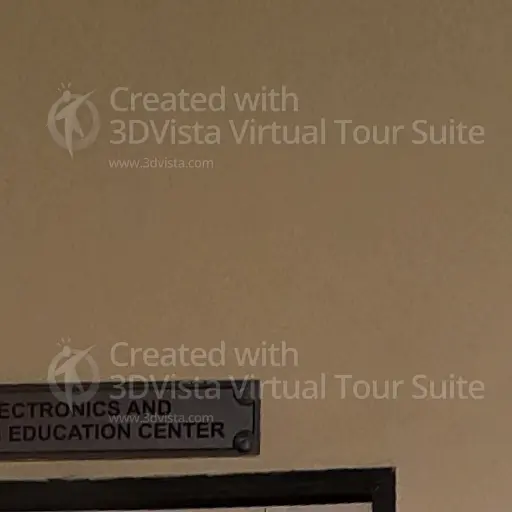 Created with
3DVista Virtual Tour Suite
www.3dvista.com
Created with
3DVista Virtual Tour Suite
www.3dvista.com
ECTRONICS AND
EDUCATION CENTER